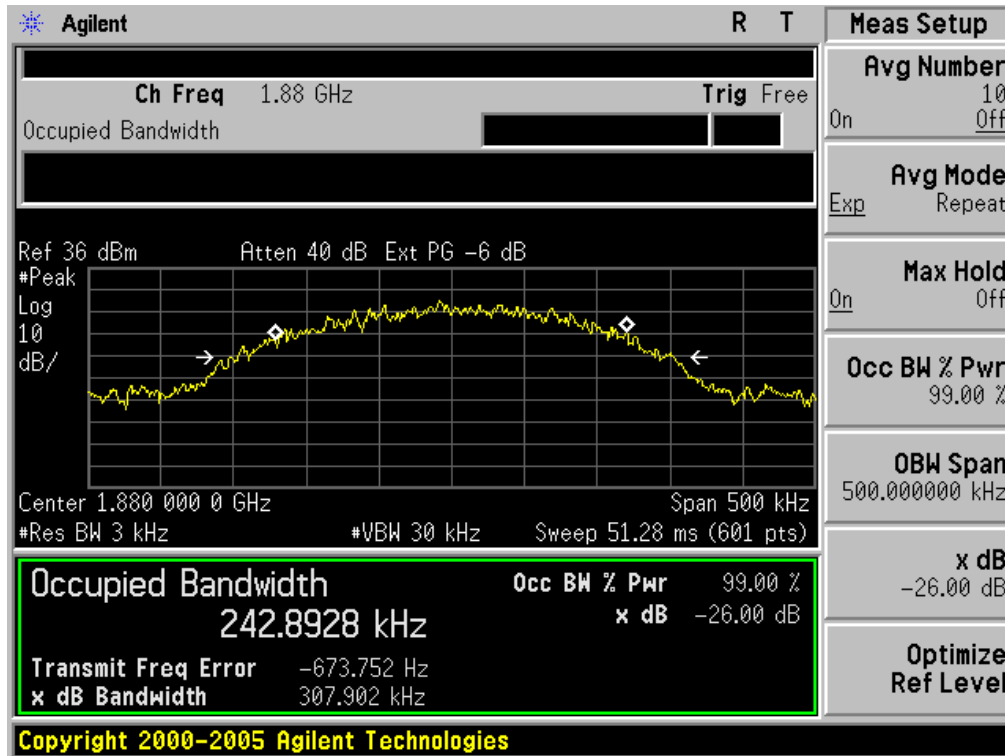 Agilent R T
Meas Setup
Ch Freq 1.88 GHz Trig Free
Occupied Bandwidth
Ref 36 dBm Atten 40 dB Ext PG -6 dB
#Peak
Log
10
dB/
Center 1.880 000 0 GHz Span 500 kHz
#Res BW 3 kHz #VBW 30 kHz Sweep 51.28 ms (601 pts)
Occupied Bandwidth
242.8928 kHz
Occ BW % Pwr 99.00 %
x dB -26.00 dB
Transmit Freq Error -673.752 Hz
x dB Bandwidth 307.902 kHz
Avg Number
10
On Off
Avg Mode
Exp Repeat
Max Hold
On Off
Occ BW % Pwr
99.00 %
OBW Span
500.000000 kHz
x dB
-26.00 dB
Optimize
Ref Level
Copyright 2000-2005 Agilent Technologies